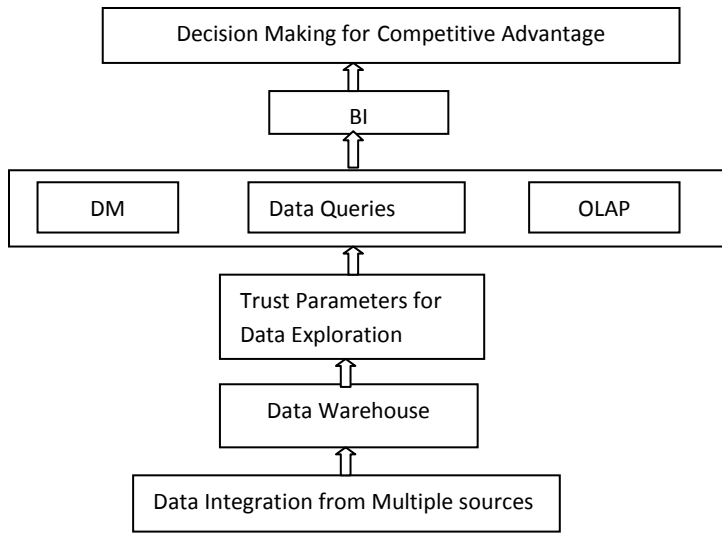 Decision Making for Competitive Advantage
BI
DM
Data Queries
OLAP
Trust Parameters for
Data Exploration
Data Warehouse
Data Integration from Multiple sources